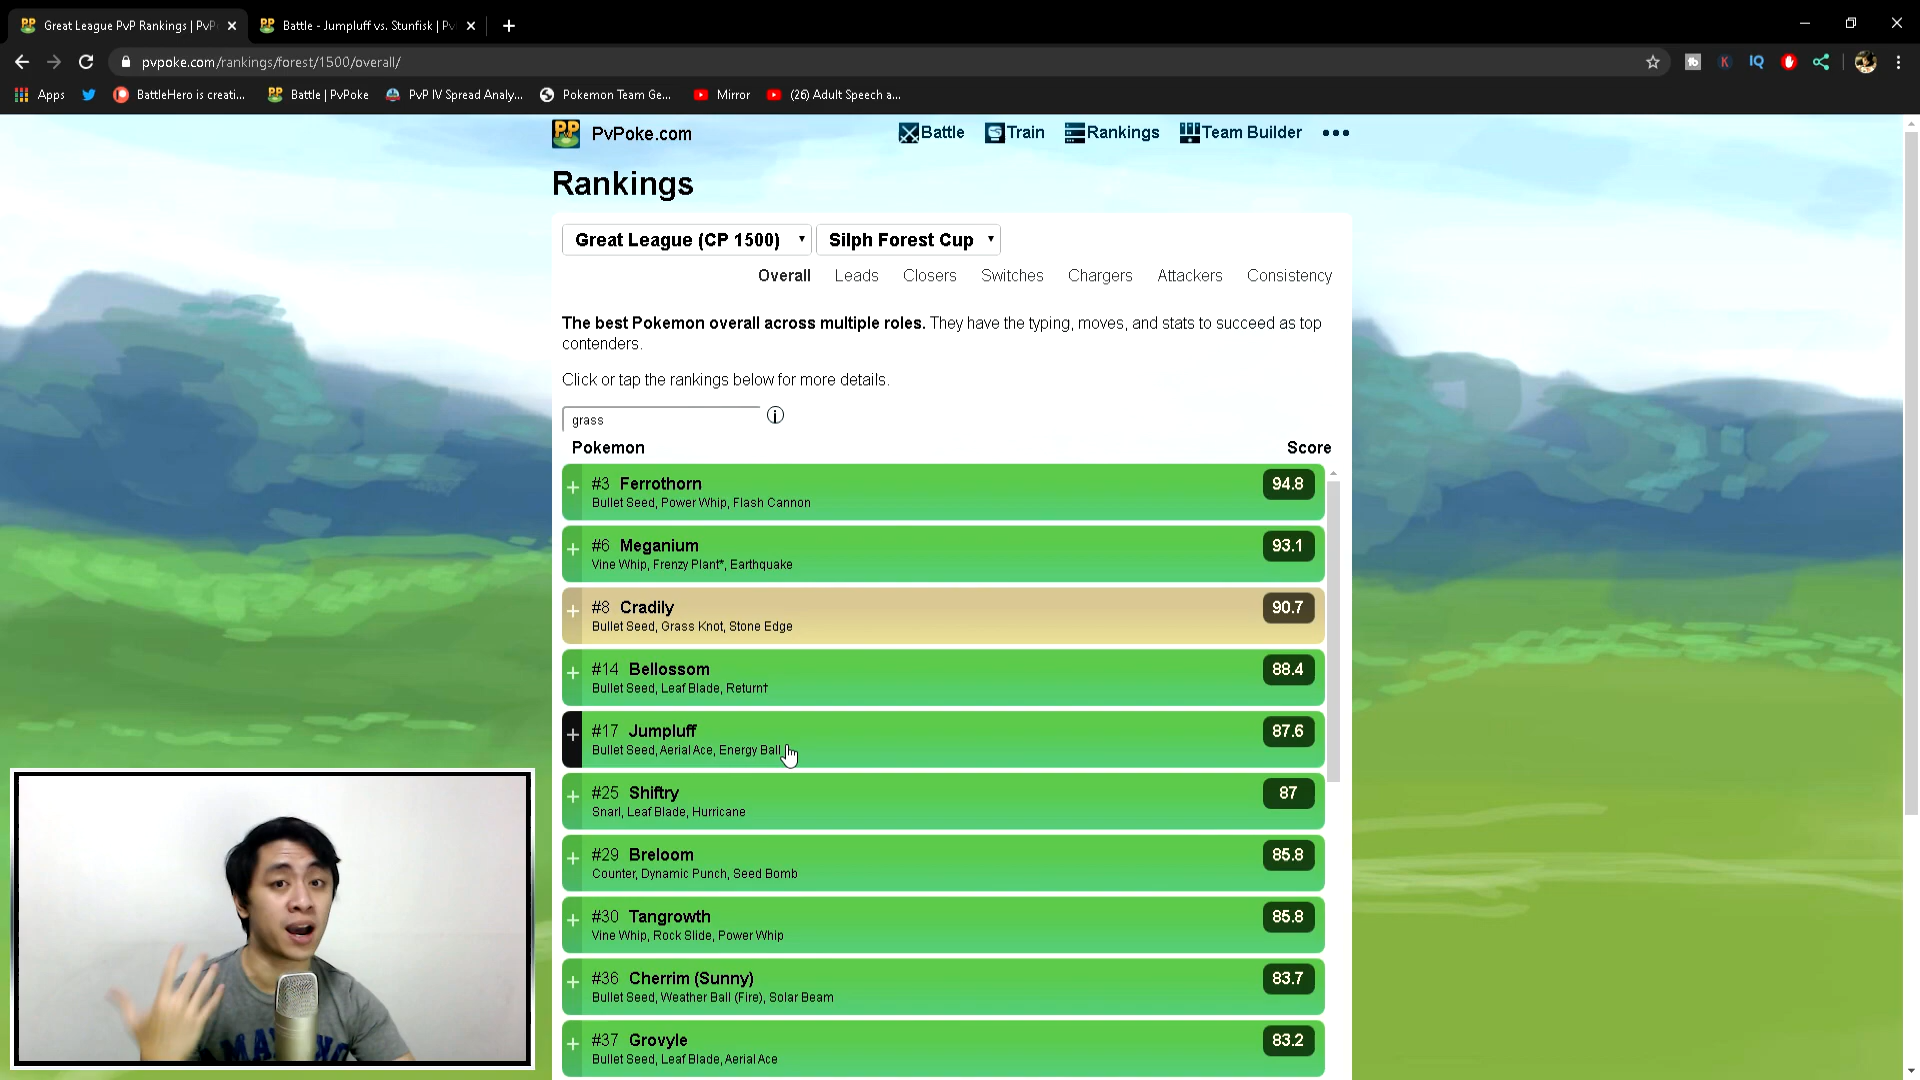 Great League PvP Rankings | PvP
Battle - Jumpluff vs. Stunfisk | Pv
pvpoke.com/rankings/forest/1500/overall/
Apps
BattleHero is creati...
Battle | PvPoke
PvP IV Spread Analy...
Pokemon Team Ge...
Mirror
(26) Adult Speech a...
PvPoke.com
Battle
Train
Rankings
Team Builder
Rankings
Great League (CP 1500)
Silph Forest Cup
Overall
Leads
Closers
Switches
Chargers
Attackers
Consistency
The best Pokemon overall across multiple roles. They have the typing, moves, and stats to succeed as top
contenders.
Click or tap the rankings below for more details.
grass
Pokemon Score
#3 Ferrothorn 94.8
Bullet Seed, Power Whip, Flash Cannon
#6 Meganium 93.1
Vine Whip, Frenzy Plant*, Earthquake
#8 Cradily 90.7
Bullet Seed, Grass Knot, Stone Edge
#14 Bellossom 88.4
Bullet Seed, Leaf Blade, Return†
#17 Jumpluff 87.6
Bullet Seed, Aerial Ace, Energy Ball
#25 Shiftry 87
Snarl, Leaf Blade, Hurricane
#29 Breloom 85.8
Counter, Dynamic Punch, Seed Bomb
#30 Tangrowth 85.8
Vine Whip, Rock Slide, Power Whip
#36 Cherrim (Sunny) 83.7
Bullet Seed, Weather Ball (Fire), Solar Beam
#37 Grovyle 83.2
Bullet Seed, Leaf Blade, Aerial Ace